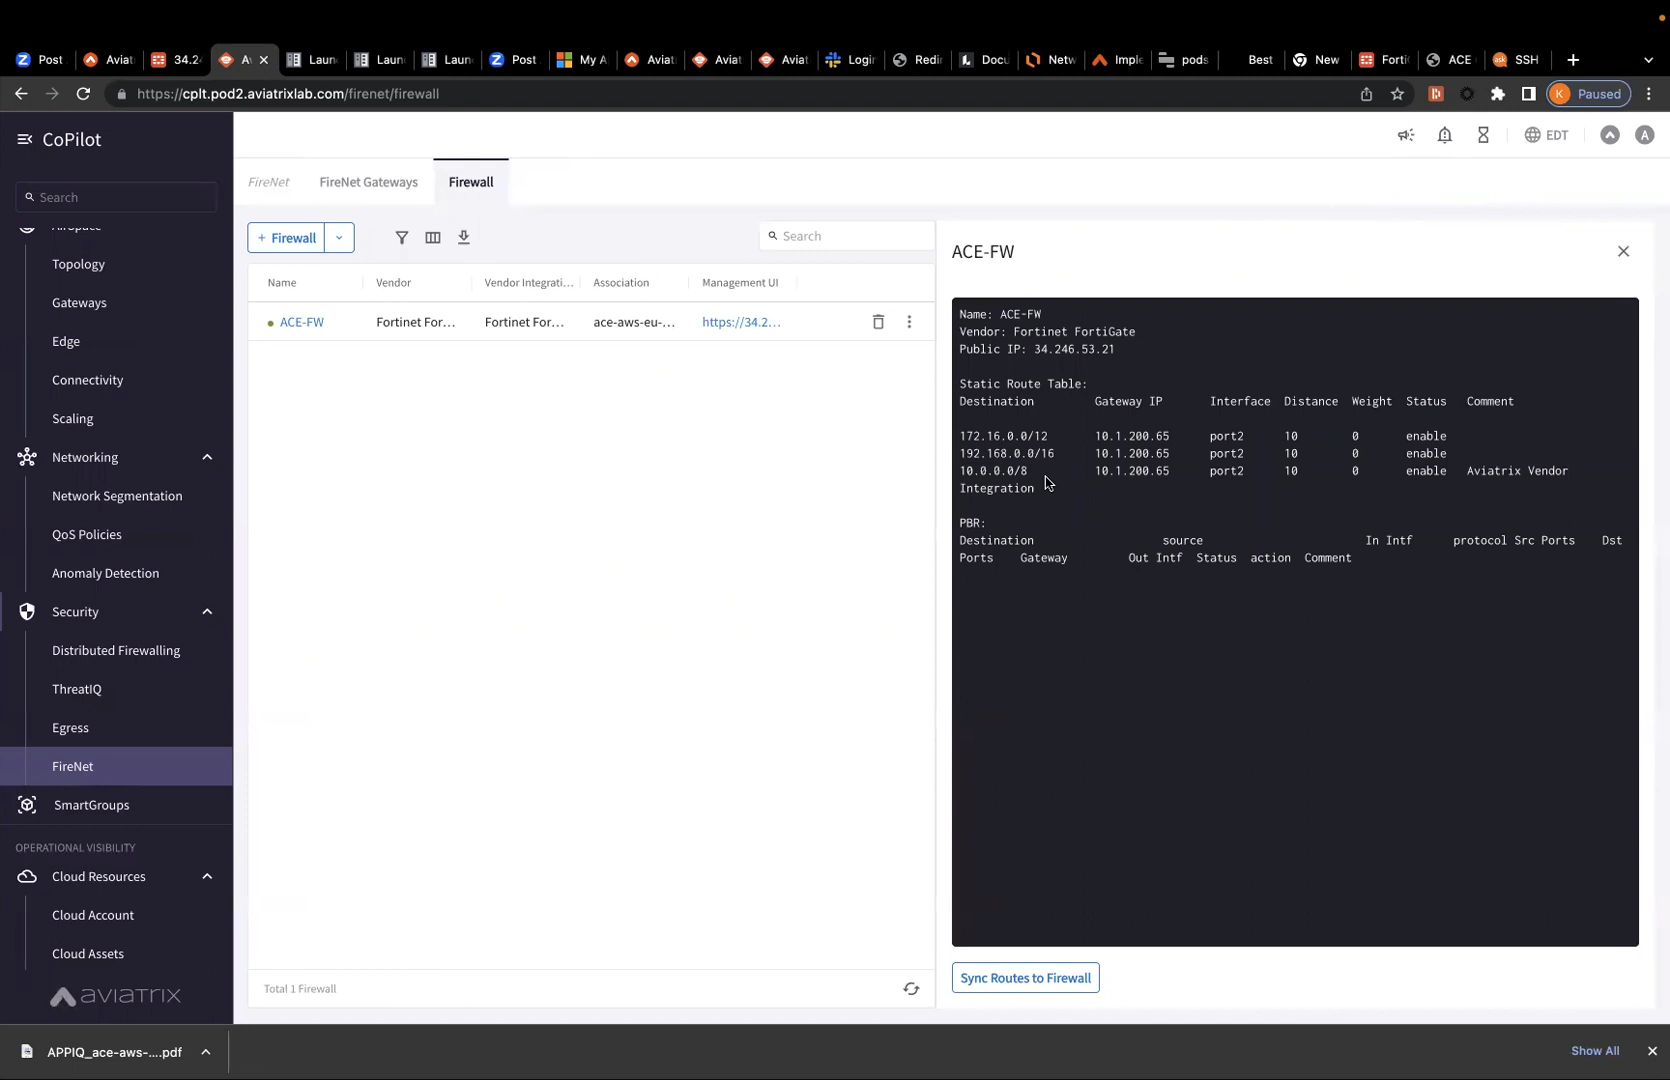 Post
Aviat
34.24
A
Laun
Laun
Laun
Post
My A
Aviat
Aviat
Aviat
Login
Redir
Docu
Netw
Imple
pods
Best
New
Forti
ACE
ask
SSH
https://cplt.pod2.aviatrixlab.com/firenet/firewall
K Paused
CoPilot
EDT
A
Search
FireNet
FireNet Gateways
Firewall
AirSpace
Topology
Gateways
Edge
Connectivity
Scaling
Networking
Network Segmentation
QoS Policies
Anomaly Detection
Security
Distributed Firewalling
ThreatIQ
Egress
FireNet
SmartGroups
OPERATIONAL VISIBILITY
Cloud Resources
Cloud Account
Cloud Assets
aviatrix
+ Firewall
Search
Name Vendor Vendor Integrati... Association Management UI
ACE-FW Fortinet For... Fortinet For... ace-aws-eu-... https://34.2...
Total 1 Firewall
ACE-FW
Name: ACE-FW
Vendor: Fortinet FortiGate
Public IP: 34.246.53.21
Static Route Table:
Destination Gateway IP Interface Distance Weight Status Comment
172.16.0.0/12 10.1.200.65 port2 10 0 enable
192.168.0.0/16 10.1.200.65 port2 10 0 enable
10.0.0.0/8 10.1.200.65 port2 10 0 enable Aviatrix Vendor
Integration
PBR:
Destination source In Intf protocol Src Ports Dst
Ports Gateway Out Intf Status action Comment
Sync Routes to Firewall
APPIQ_ace-aws-....pdf
Show All